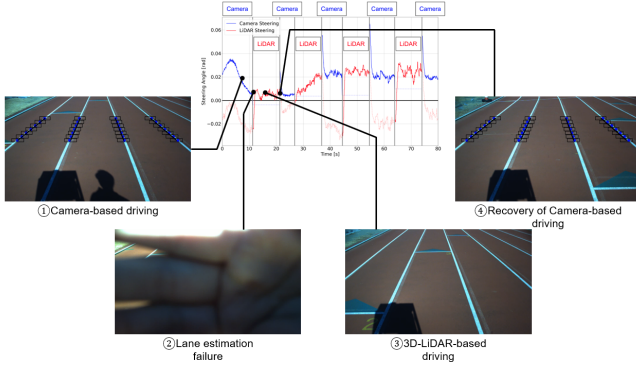 Camera Camera Camera Camera Camera
Camera Steering
LiDAR Steering
LiDAR LiDAR LiDAR LiDAR
Steering Angle [rad]
0.06
0.04
0.02
0.00
−0.02
0 10 20 30 40 50 60 70 80
Time [s]
①Camera-based driving
④Recovery of Camera-based
driving
②Lane estimation
failure
③3D-LiDAR-based
driving